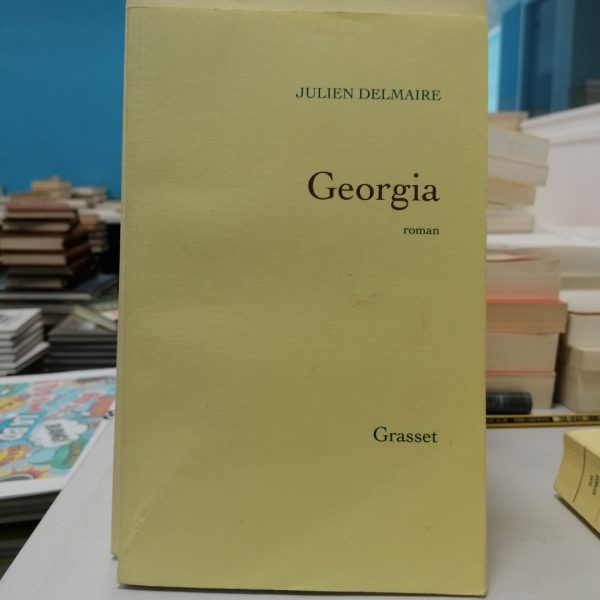 JULIEN DELMAIRE
Georgia
roman
Grasset